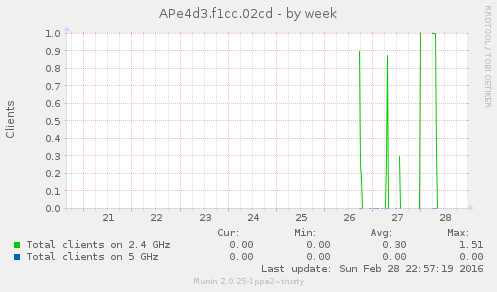 APe4d3.f1cc.02cd - by week
RRDTOOL / TOBI OETIKER
Clients
1.0
0.9
0.8
0.7
0.6
0.5
0.4
0.3
0.2
0.1
0.0
21 22 23 24 25 26 27 28
Cur: Min: Avg: Max:
Total clients on 2.4 GHz 0.00 0.00 0.30 1.51
Total clients on 5 GHz 0.00 0.00 0.00 0.00
Last update: Sun Feb 28 22:57:19 2016
Munin 2.0.25-1ppa2~trusty